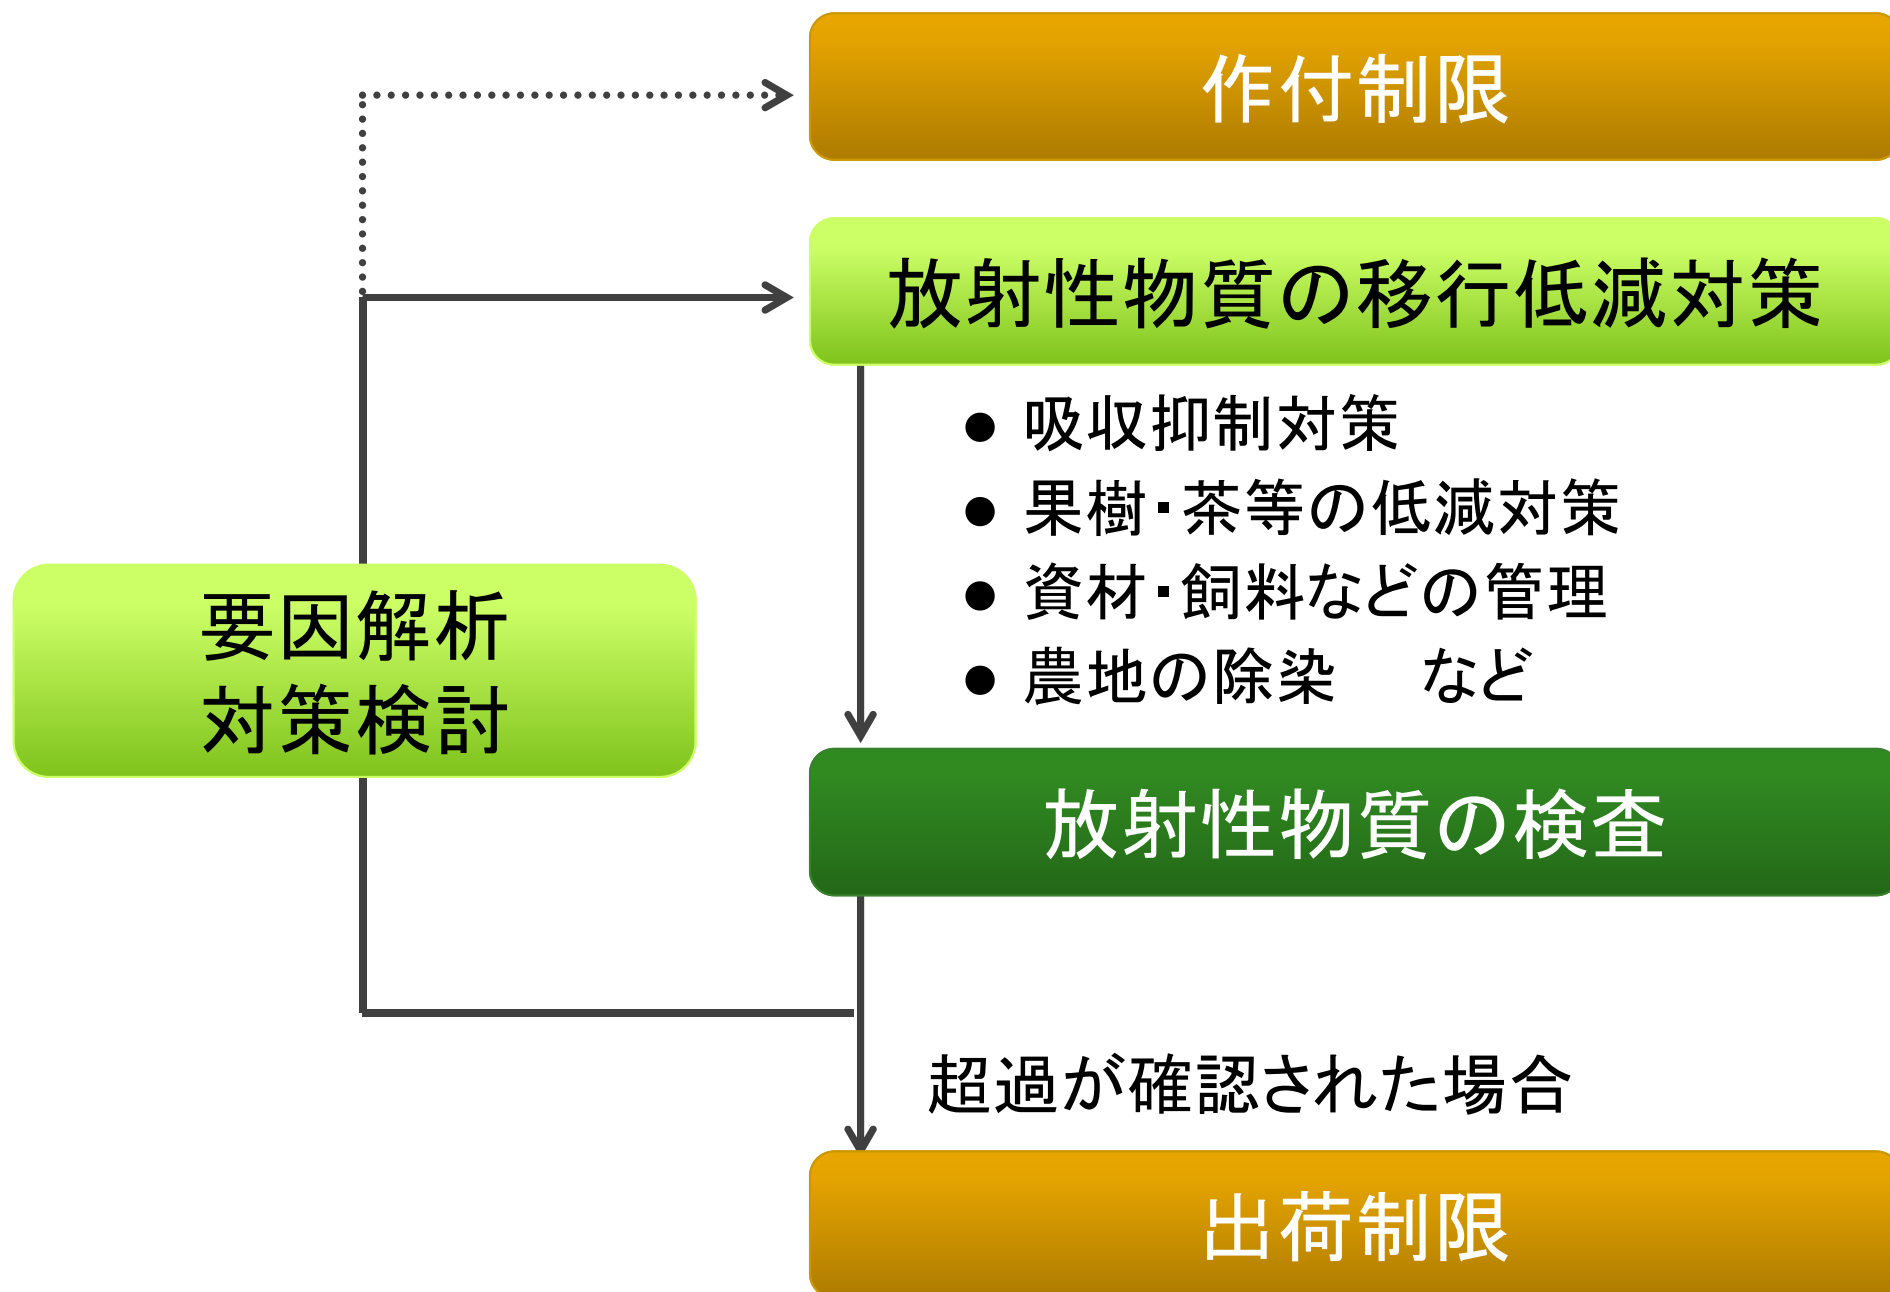 作付制限
放射性物質の移行低減対策
● 吸収抑制対策
● 果樹・茶等の低減対策
● 資材・飼料などの管理
● 農地の除染　など
要因解析
対策検討
放射性物質の検査
超過が確認された場合
出荷制限